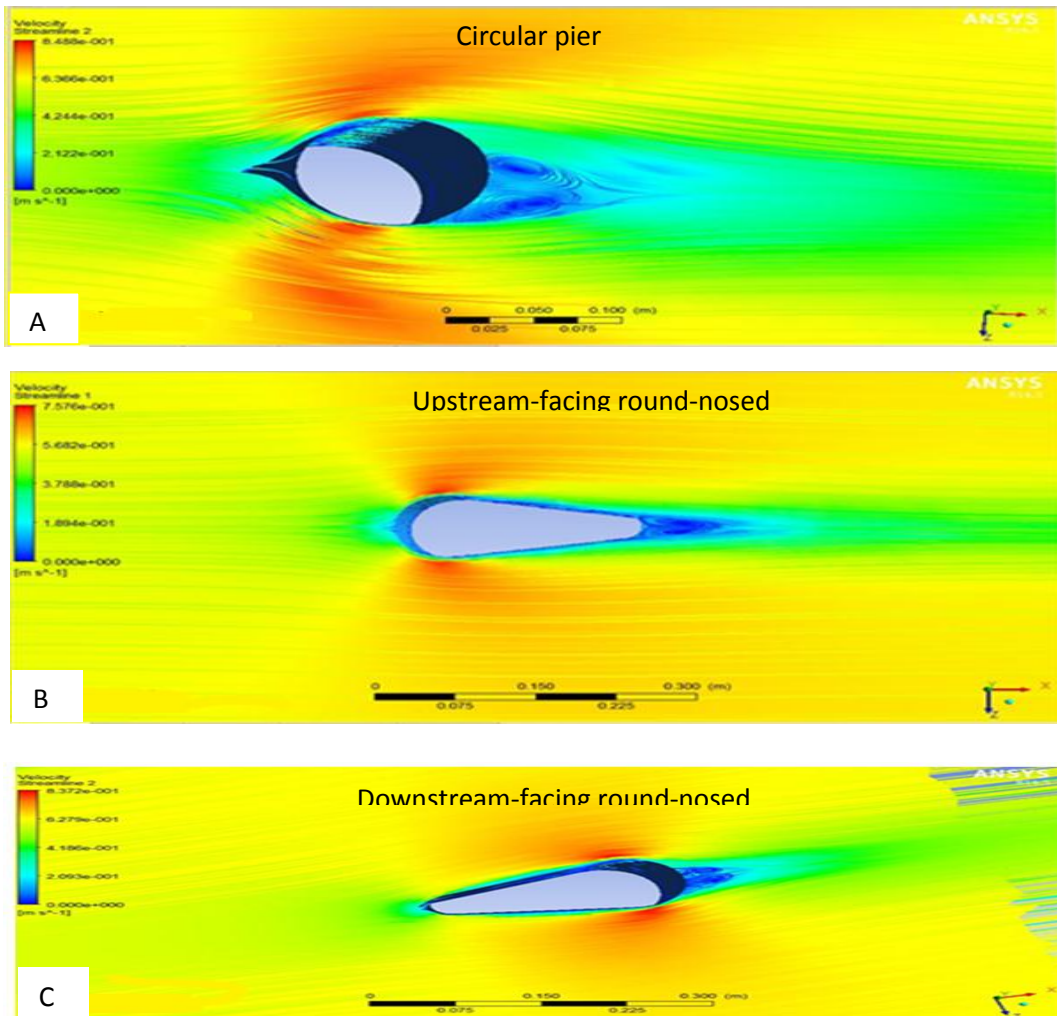 Circular pier
ANSYS
Velocity
Streamline 2
8.488e-001
6.366e-001
4.244e-001
2.122e-001
0.000e+000
[m s^-1]
0 0.050 0.100 (m)
0.025 0.075
Y
X
Z
A
Upstream-facing round-nosed
ANSYS
Velocity
Streamline 1
7.576e-001
5.682e-001
3.788e-001
1.894e-001
0.000e+000
[m s^-1]
0 0.150 0.300 (m)
0.075 0.225
Y
X
Z
B
Downstream-facing round-nosed
ANSYS
Velocity
Streamline 2
8.372e-001
6.279e-001
4.186e-001
2.093e-001
0.000e+000
[m s^-1]
0 0.150 0.300 (m)
0.075 0.225
Y
X
C